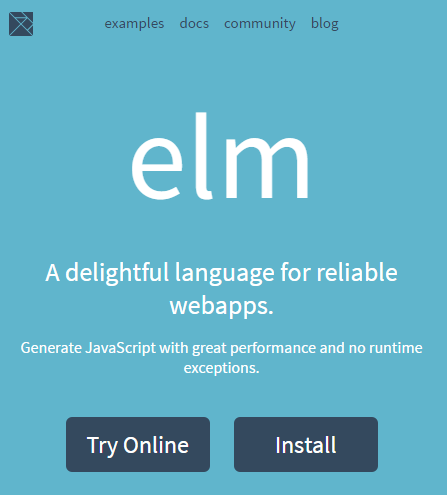 examples docs community blog
elm
A delightful language for reliable
webapps.
Generate JavaScript with great performance and no runtime
exceptions.
Try Online Install